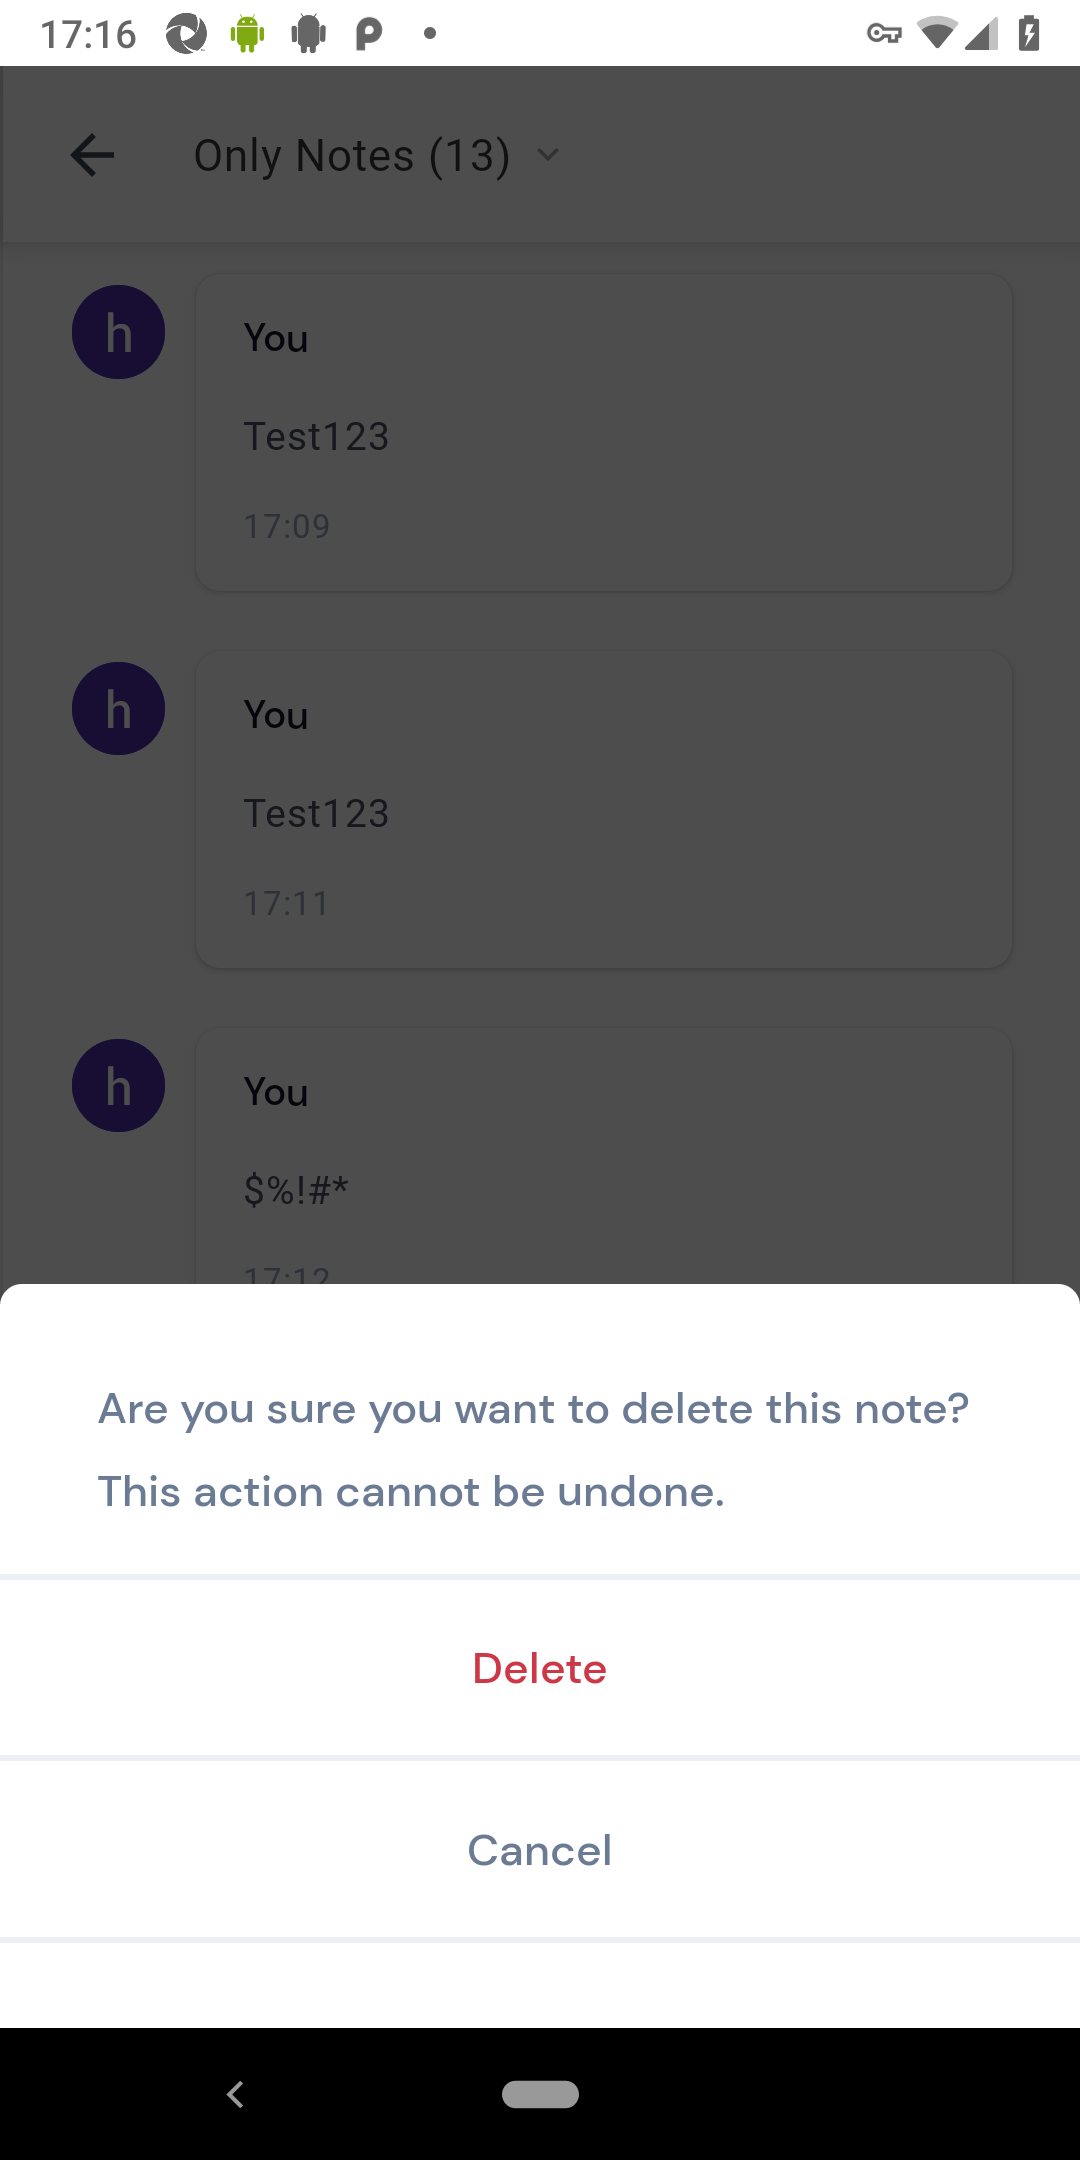 17:16
Only Notes (13)
h
You
Test123
17:09
h
You
Test123
17:11
h
You
$%!#*
17:12
Are you sure you want to delete this note?
This action cannot be undone.
Delete
Cancel